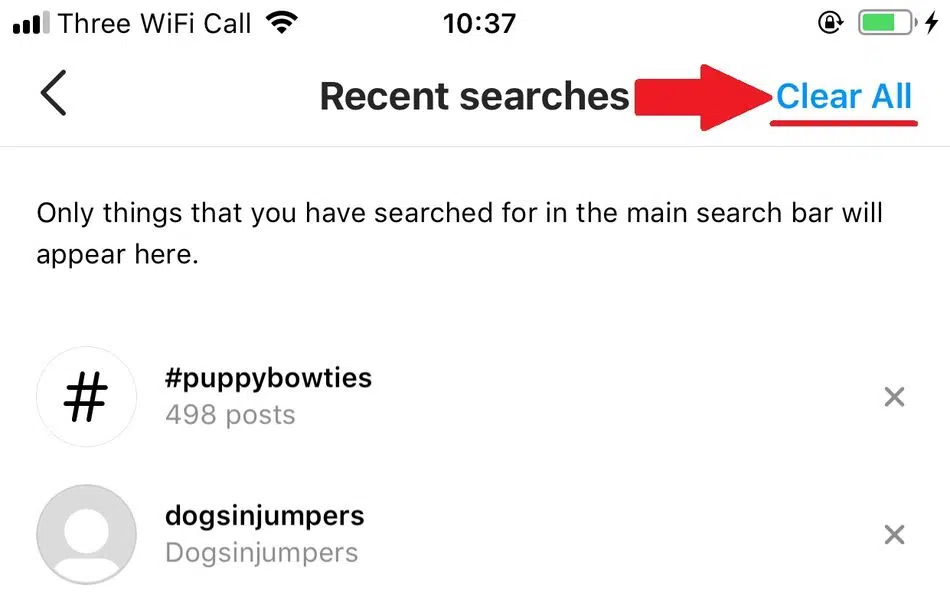 Three WiFi Call 10:37
Recent searches Clear All
Only things that you have searched for in the main search bar will
appear here.
# #puppybowties
498 posts
dogsinjumpers
Dogsinjumpers